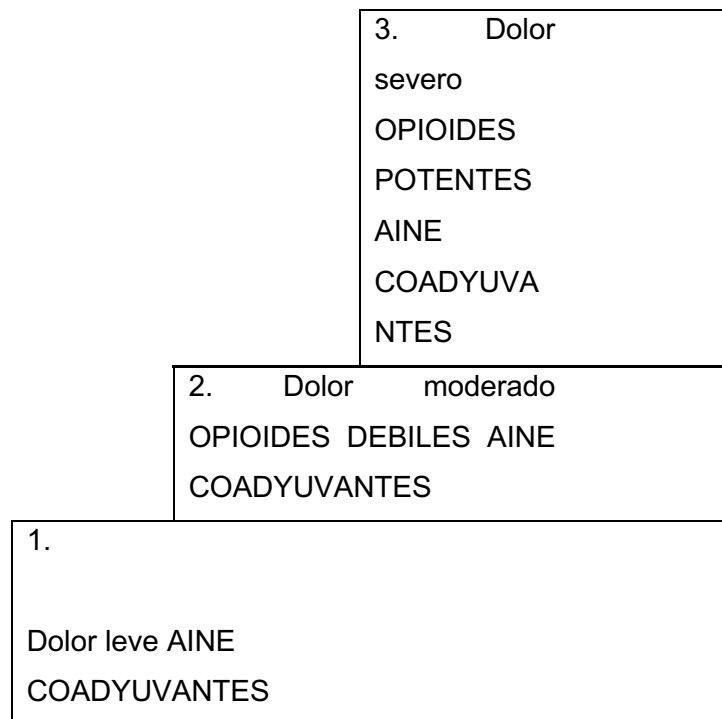 3. Dolor
severo
OPIOIDES
POTENTES
AINE
COADYUVA
NTES
2. Dolor moderado
OPIOIDES DEBILES AINE
COADYUVANTES
1.
Dolor leve AINE
COADYUVANTES